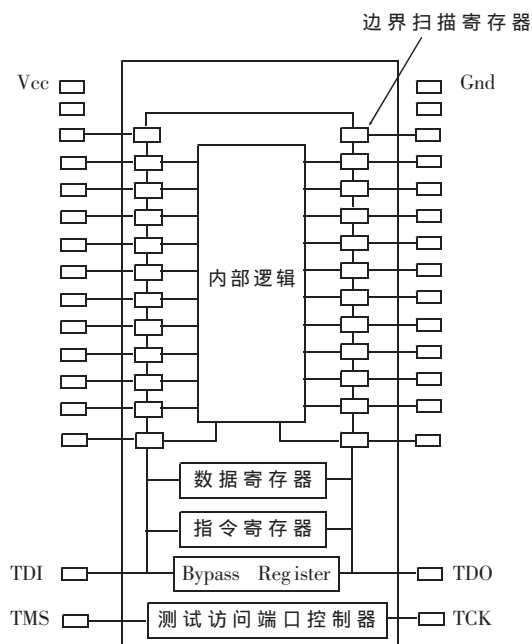 边界扫描寄存器
Vcc
Gnd
内部逻辑
数据寄存器
指令寄存器
TDI
Bypass Register
TDO
TMS
测试访问端口控制器
TCK